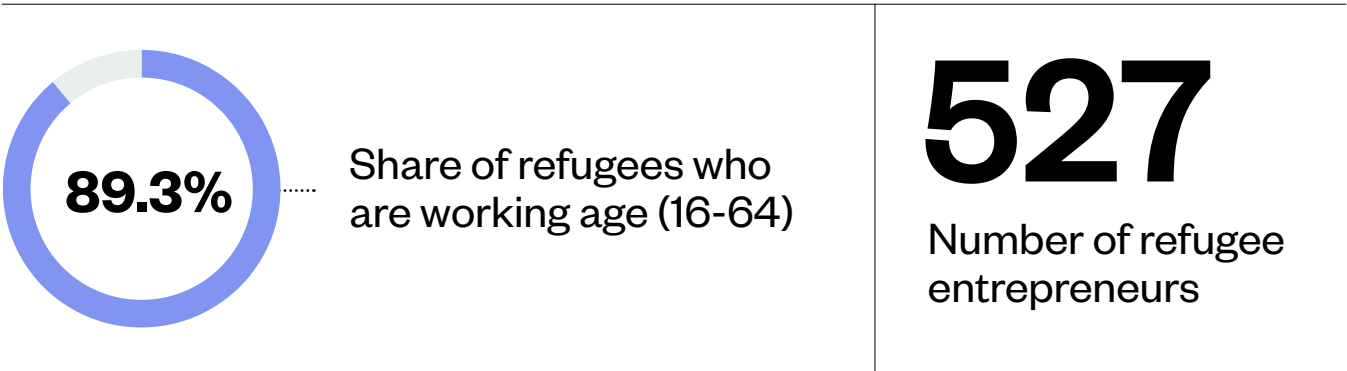 89.3%
Share of refugees who
are working age (16-64)
527
Number of refugee
entrepreneurs